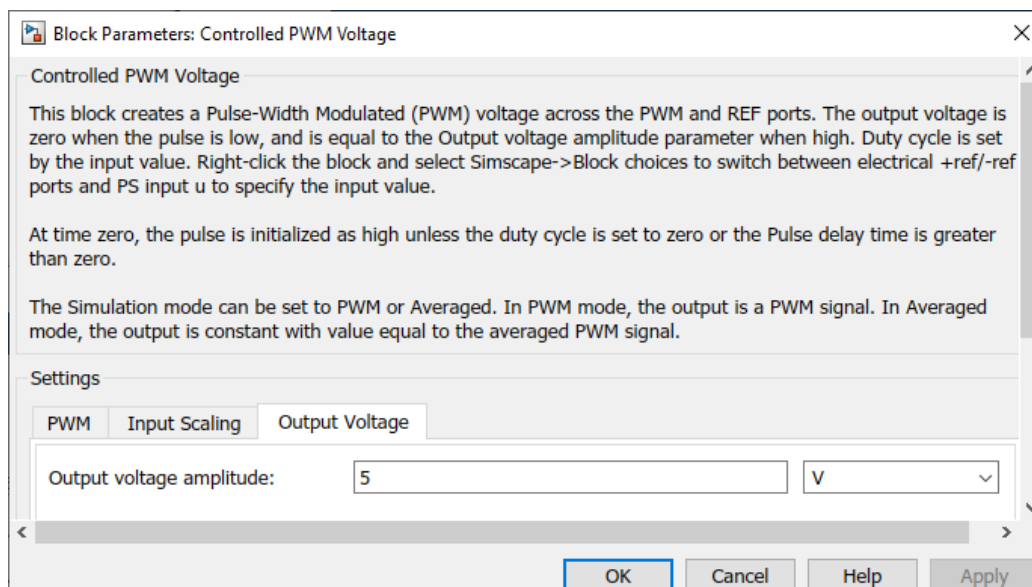 Block Parameters: Controlled PWM Voltage
Controlled PWM Voltage
This block creates a Pulse-Width Modulated (PWM) voltage across the PWM and REF ports. The output voltage is
zero when the pulse is low, and is equal to the Output voltage amplitude parameter when high. Duty cycle is set
by the input value. Right-click the block and select Simscape->Block choices to switch between electrical +ref/-ref
ports and PS input u to specify the input value.
At time zero, the pulse is initialized as high unless the duty cycle is set to zero or the Pulse delay time is greater
than zero.
The Simulation mode can be set to PWM or Averaged. In PWM mode, the output is a PWM signal. In Averaged
mode, the output is constant with value equal to the averaged PWM signal.
Settings
PWM Input Scaling Output Voltage
Output voltage amplitude: 5 V
OK Cancel Help Apply